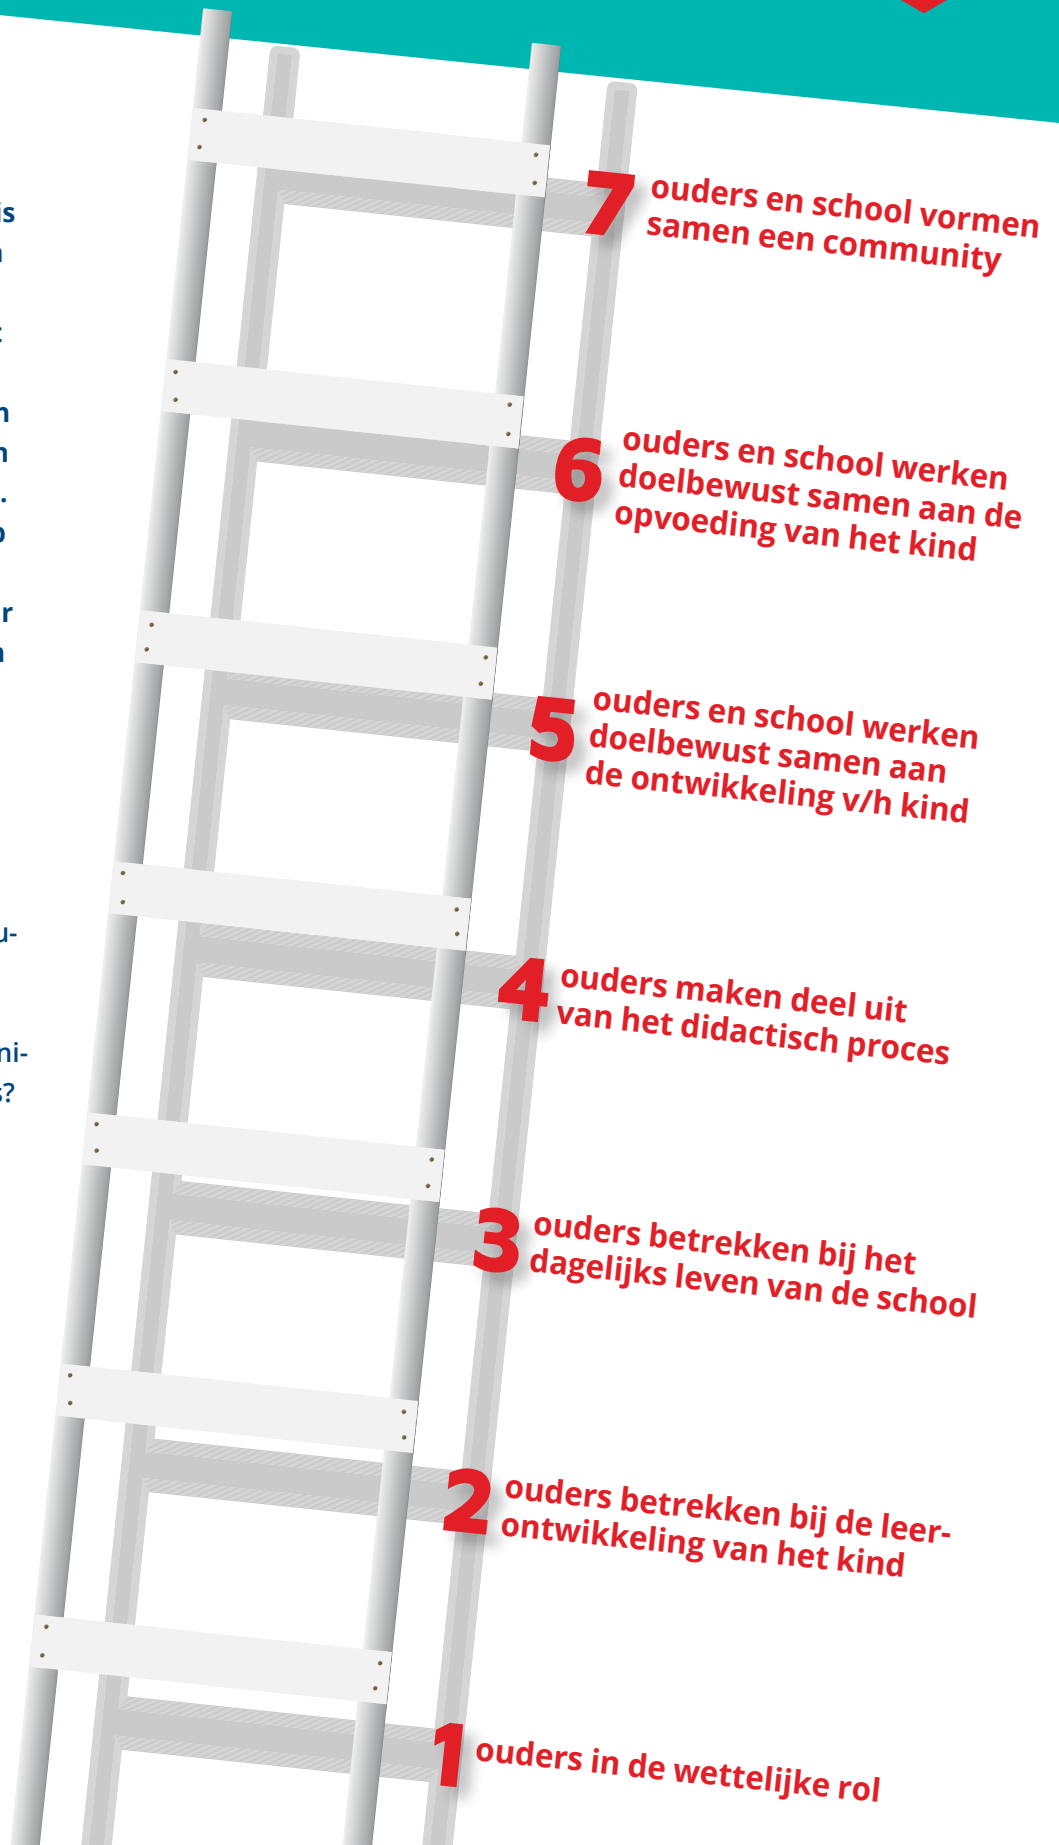 is
t
.
r
u-
ni-
s?
7 ouders en school vormen
samen een community
6 ouders en school werken
doelbewust samen aan de
opvoeding van het kind
5 ouders en school werken
doelbewust samen aan
de ontwikkeling v/h kind
4 ouders maken deel uit
van het didactisch proces
3 ouders betrekken bij het
dagelijks leven van de school
2 ouders betrekken bij de leer-
ontwikkeling van het kind
1 ouders in de wettelijke rol